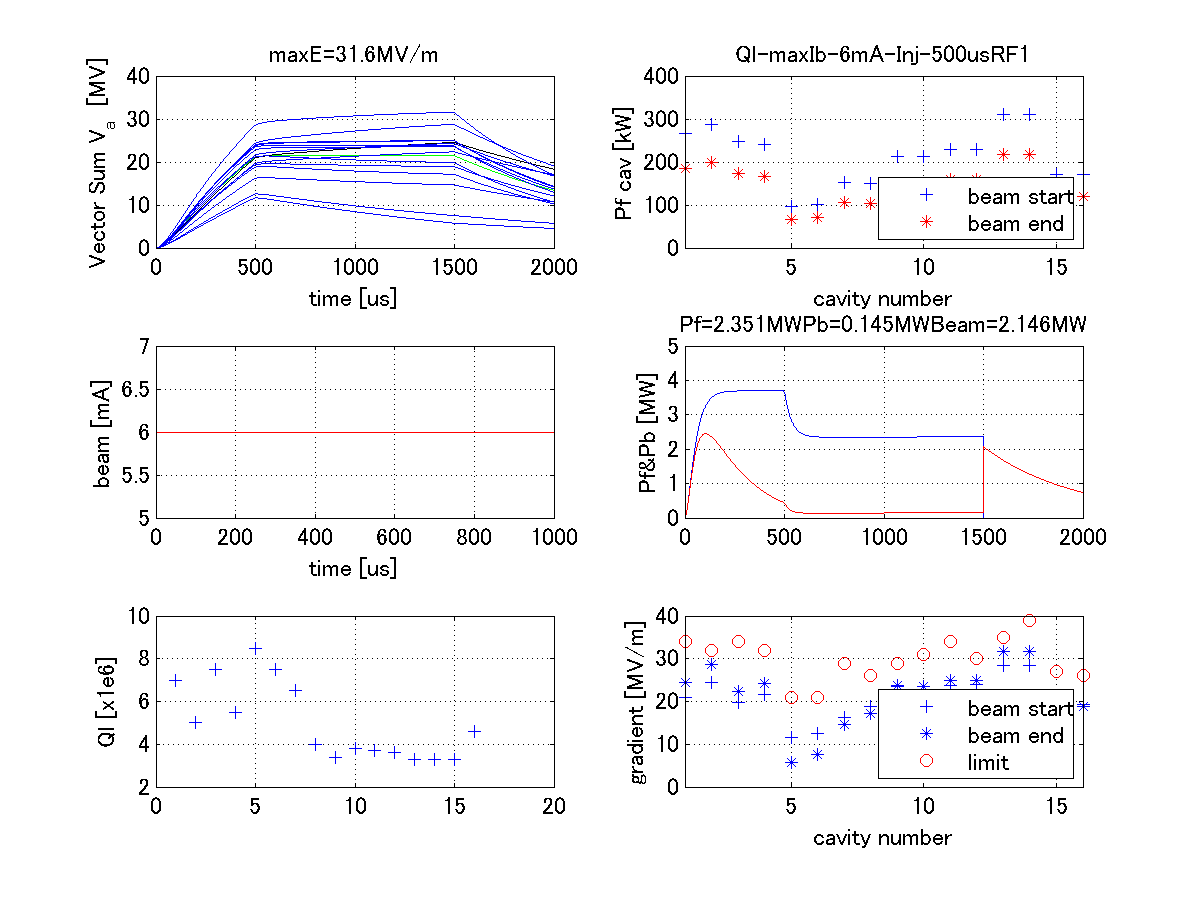 maxE=31.6MV/m
40
30
20
10
0
Vector Sum V_a [MV]
0 500 1000 1500 2000
time [us]
Ql-maxIb-6mA-Inj-500usRF1
400
300
200
100
0
Pf cav [kW]
beam start
beam end
5 10 15
cavity number
7
6.5
6
5.5
5
beam [mA]
0 200 400 600 800 1000
time [us]
Pf=2.351MWPb=0.145MWBeam=2.146MW
5
4
3
2
1
0
Pf&Pb [MW]
0 500 1000 1500 2000
10
8
6
4
2
Ql [x1e6]
0 5 10 15 20
40
30
20
10
0
gradient [MV/m]
beam start
beam end
limit
5 10 15
cavity number